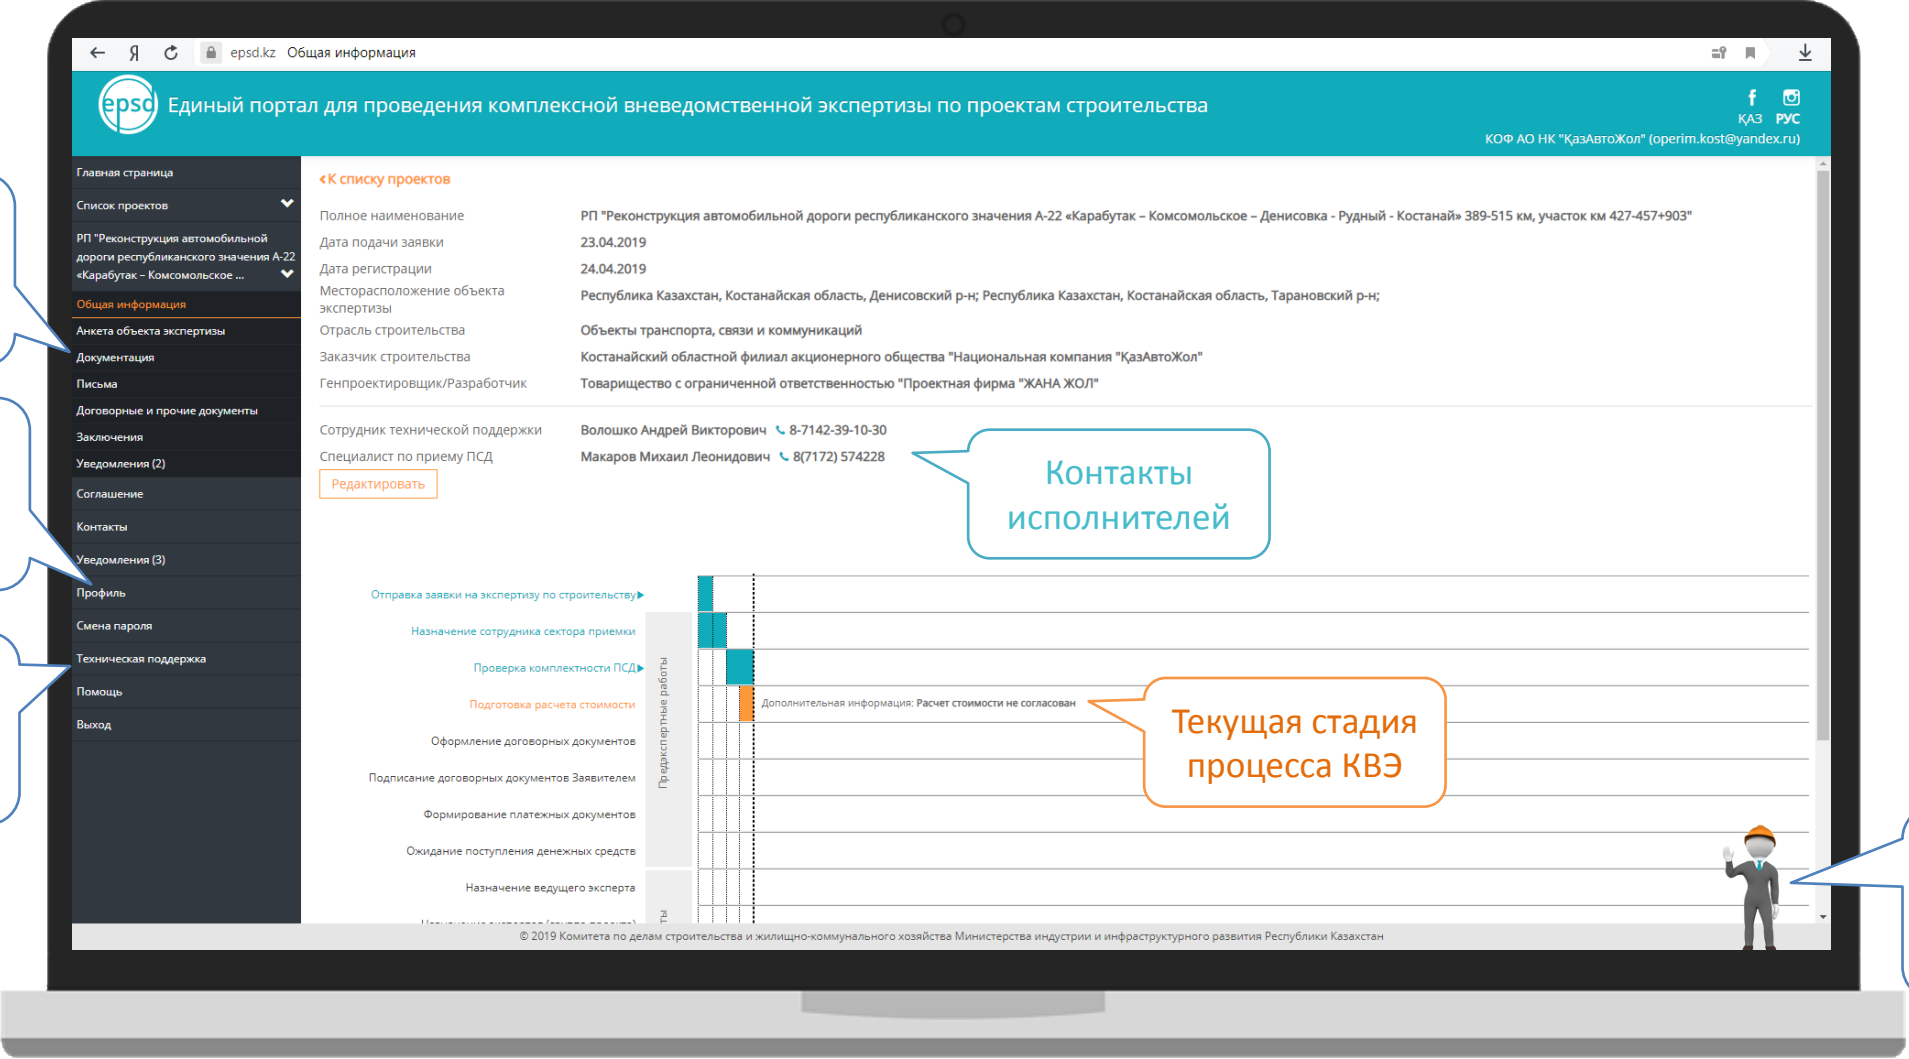 Я
epsd.kz Общая информация
epsd
Единый портал для проведения комплексной вневедомственной экспертизы по проектам строительства
ҚАЗ РУС
КОФ АО НК "ҚазАвтоЖол" (operim.kost@yandex.ru)
Главная страница
Список проектов
РП "Реконструкция автомобильной
дороги республиканского значения А-22
«Карабутак – Комсомольское ...
Общая информация
Анкета объекта экспертизы
Документация
Письма
Договорные и прочие документы
Заключения
Уведомления (2)
Соглашение
Контакты
Уведомления (3)
Профиль
Смена пароля
Техническая поддержка
Помощь
Выход
К списку проектов
Полное наименование РП "Реконструкция автомобильной дороги республиканского значения А-22 «Карабутак – Комсомольское – Денисовка - Рудный - Костанай» 389-515 км, участок км 427-457+903"
Дата подачи заявки 23.04.2019
Дата регистрации 24.04.2019
Месторасположение объекта
экспертизы
Республика Казахстан, Костанайская область, Денисовский р-н; Республика Казахстан, Костанайская область, Тарановский р-н;
Отрасль строительства Объекты транспорта, связи и коммуникаций
Заказчик строительства Костанайский областной филиал акционерного общества "Национальная компания "ҚазАвтоЖол"
Генпроектировщик/Разработчик Товарищество с ограниченной ответственностью "Проектная фирма "ЖАНА ЖОЛ"
Сотрудник технической поддержки Волошко Андрей Викторович 8-7142-39-10-30
Специалист по приему ПСД Макаров Михаил Леонидович 8(7172) 574228
Редактировать
Контакты
исполнителей
Отправка заявки на экспертизу по строительству
Назначение сотрудника сектора приемки
Проверка комплектности ПСД
Подготовка расчета стоимости
Дополнительная информация: Расчет стоимости не согласован
Оформление договорных документов
Подписание договорных документов Заявителем
Формирование платежных документов
Ожидание поступления денежных средств
Назначение ведущего эксперта
Предэкспертные работы
Текущая стадия
процесса КВЭ
© 2019 Комитета по делам строительства и жилищно-коммунального хозяйства Министерства индустрии и инфраструктурного развития Республики Казахстан